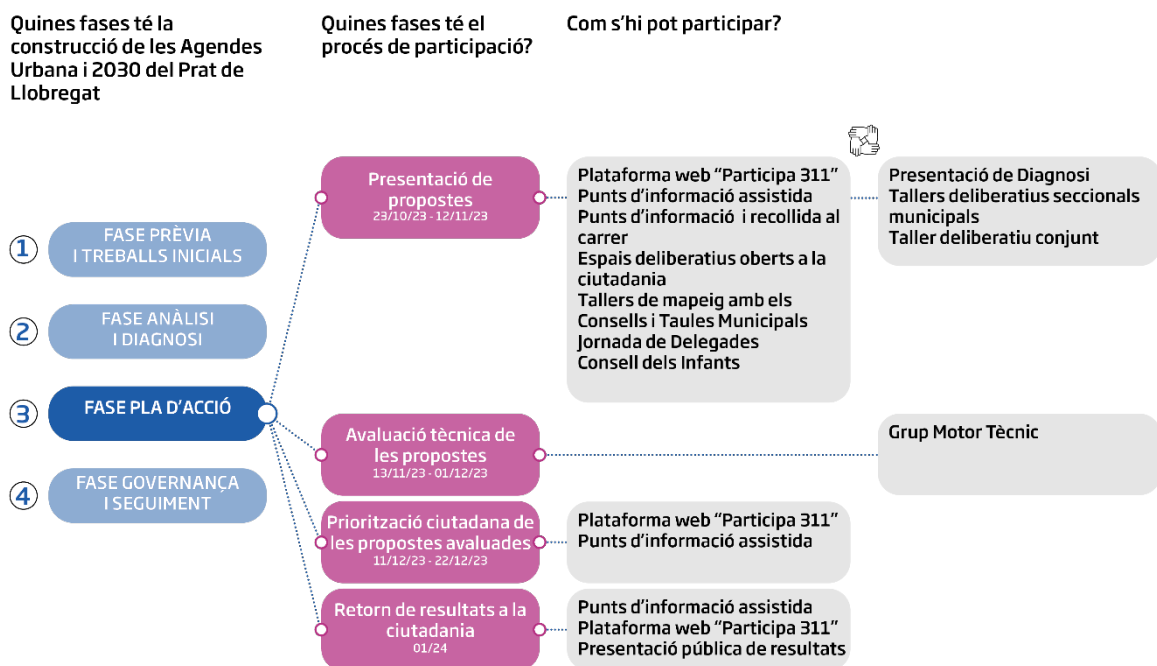 Quines fases té la
construcció de les Agendes
Urbana i 2030 del Prat de
Llobregat
Quines fases té el
procés de participació?
Com s'hi pot participar?
1
FASE PRÈVIA
I TREBALLS INICIALS
2
FASE ANÀLISI
I DIAGNOSI
3
FASE PLA D'ACCIÓ
4
FASE GOVERNANÇA
I SEGUIMENT
Presentació de
propostes
23/10/23 - 12/11/23
Plataforma web "Participa 311"
Punts d'informació assistida
Punts d'informació i recollida al
carrer
Espais deliberatius oberts a la
ciutadania
Tallers de mapeig amb els
Consells i Taules Municipals
Jornada de Delegades
Consell dels Infants
Presentació de Diagnosi
Tallers deliberatius seccionals
municipals
Taller deliberatiu conjunt
Avaluació tècnica de
les propostes
13/11/23 - 01/12/23
Grup Motor Tècnic
Priorització ciutadana de
les propostes avaluades
11/12/23 - 22/12/23
Plataforma web "Participa 311"
Punts d'informació assistida
Retorn de resultats a la
ciutadania
01/24
Punts d'informació assistida
Plataforma web "Participa 311"
Presentació pública de resultats